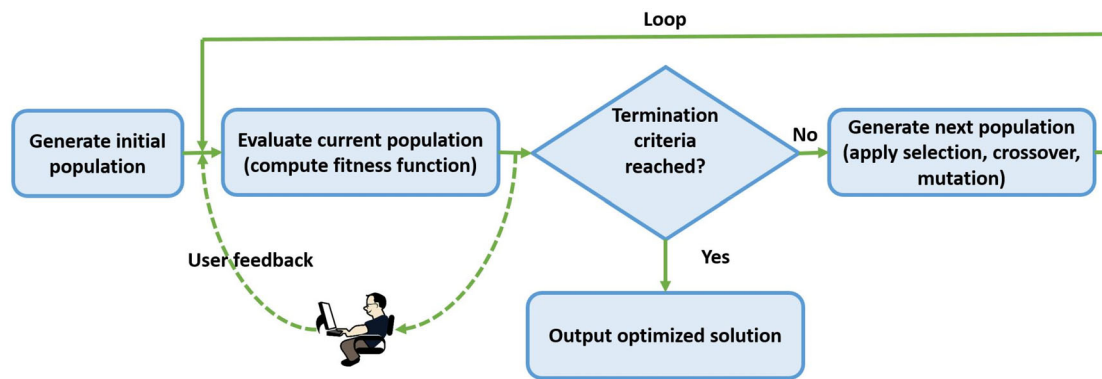 Loop
Generate initial
population
Evaluate current population
(compute fitness function)
Termination
criteria
reached?
No
Generate next population
(apply selection, crossover,
mutation)
User feedback
Yes
Output optimized solution